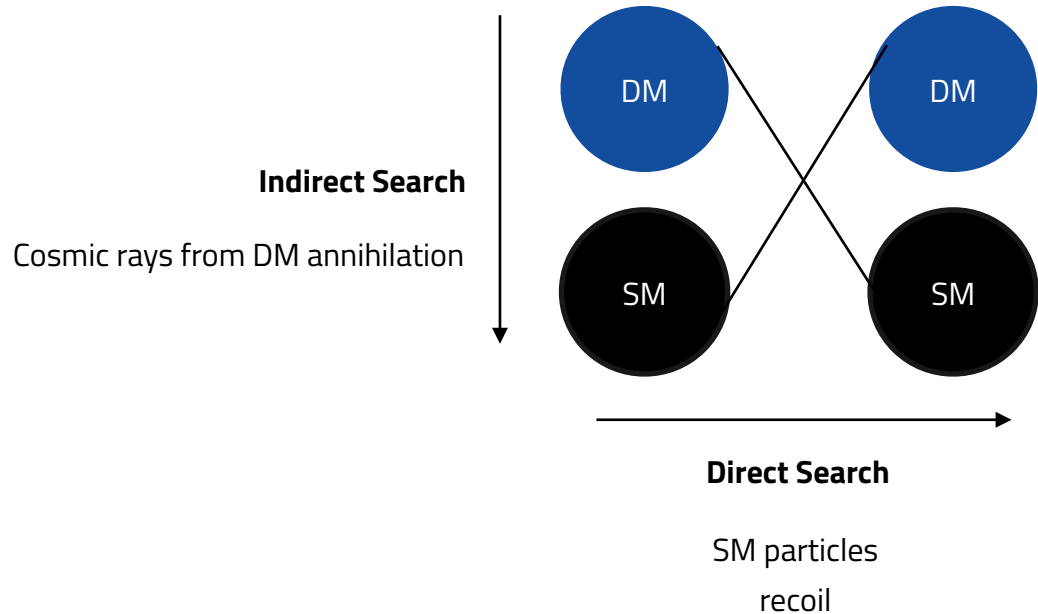 DM
DM
Indirect Search
Cosmic rays from DM annihilation
SM
SM
Direct Search
SM particles
recoil